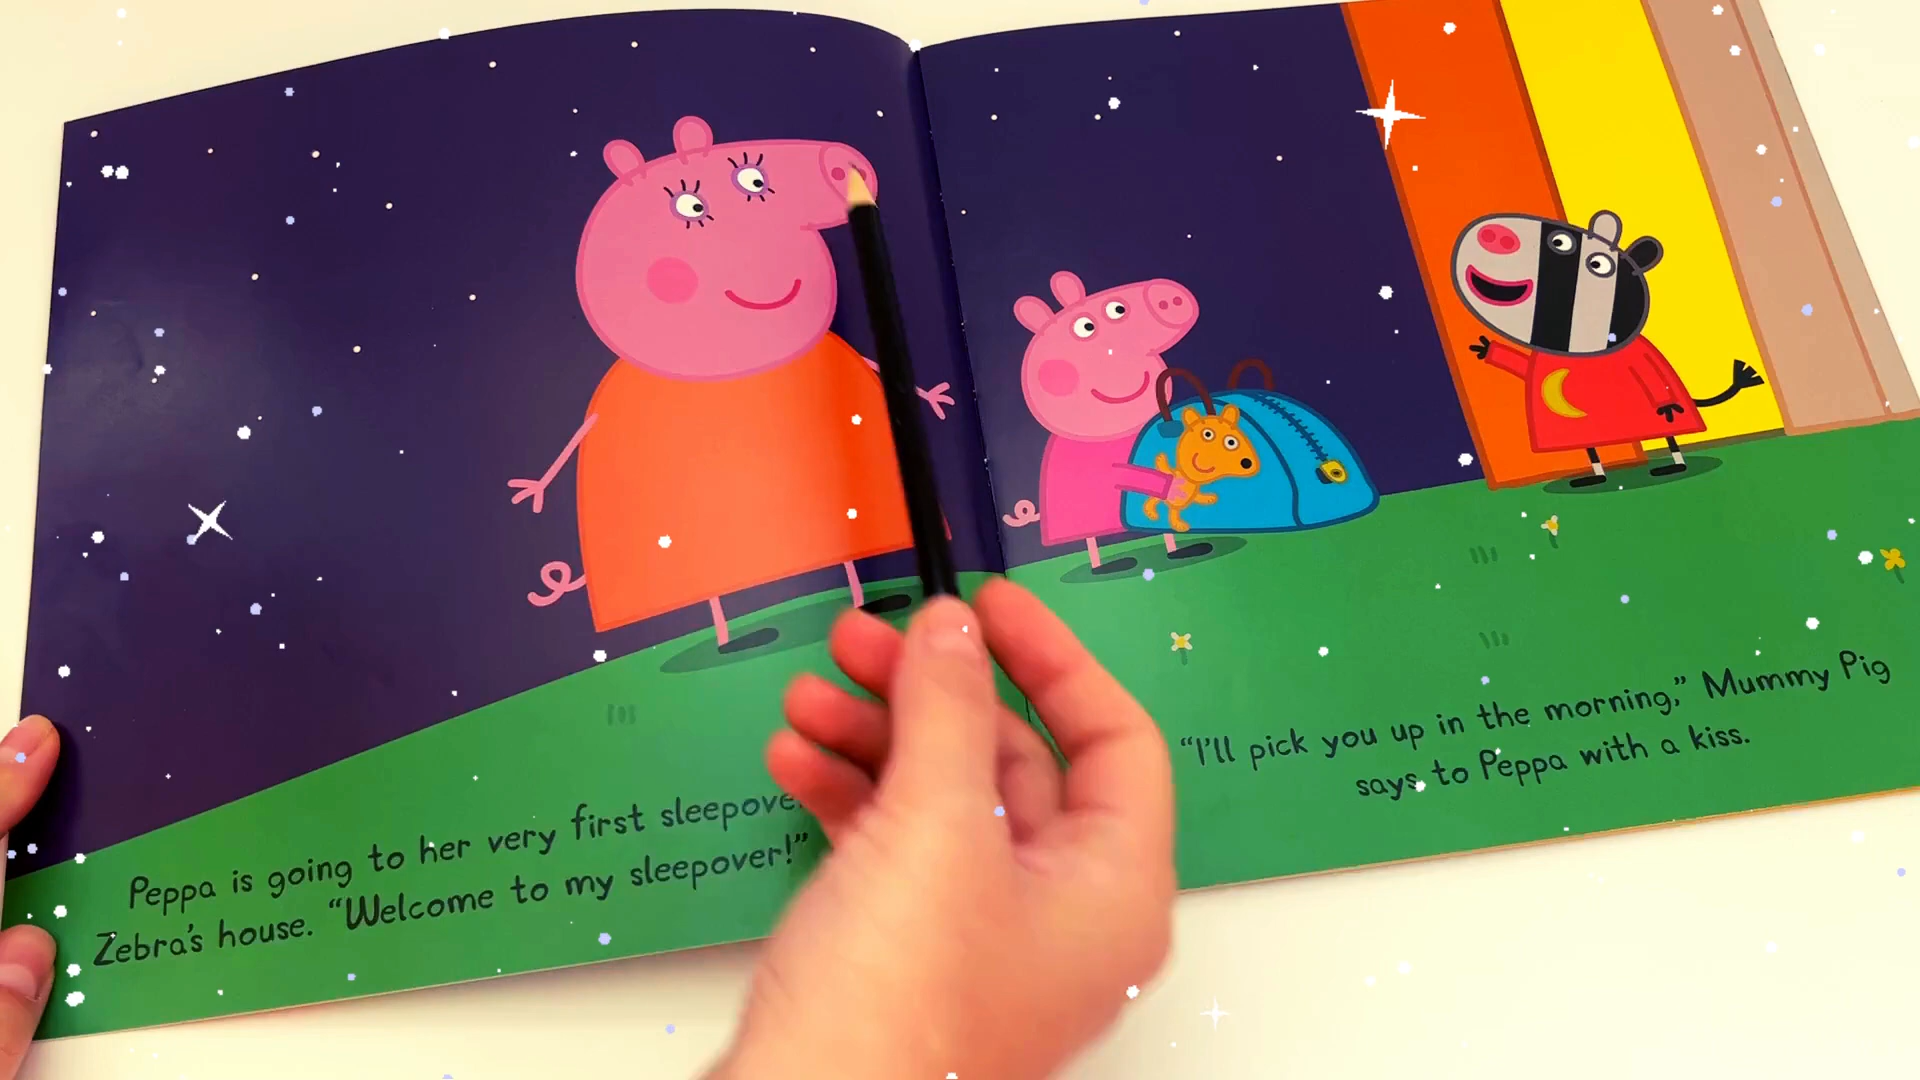 Peppa is going to her very first
Zebra's house. “Welcome to my sleepover!”
“I'll pick you up in the morning,” Mummy Pig
says to Peppa with a kiss.